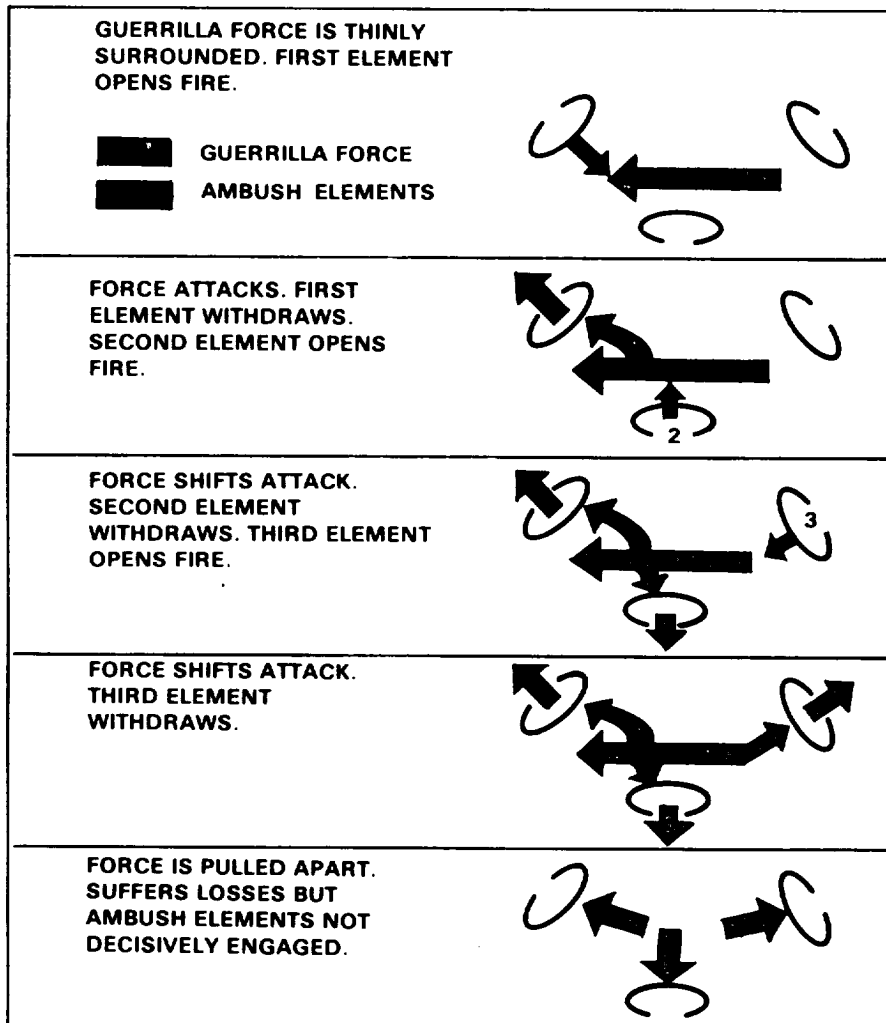 GUERRILLA FORCE IS THINLY
SURROUNDED. FIRST ELEMENT
OPENS FIRE.
GUERRILLA FORCE
AMBUSH ELEMENTS
FORCE ATTACKS. FIRST
ELEMENT WITHDRAWS.
SECOND ELEMENT OPENS
FIRE.
2
FORCE SHIFTS ATTACK.
SECOND ELEMENT
WITHDRAWS. THIRD ELEMENT
OPENS FIRE.
3
FORCE SHIFTS ATTACK.
THIRD ELEMENT
WITHDRAWS.
FORCE IS PULLED APART.
SUFFERS LOSSES BUT
AMBUSH ELEMENTS NOT
DECISIVELY ENGAGED.